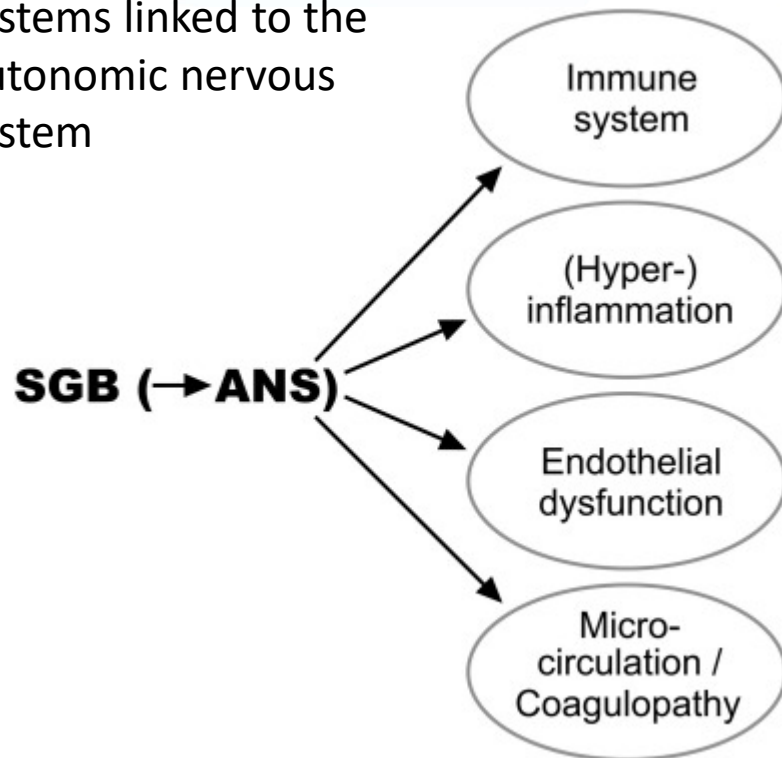 stems linked to the
utonomic nervous
stem
Immune
system
(Hyper-)
inflammation
SGB (→ANS)
Endothelial
dysfunction
Micro-
circulation /
Coagulopathy